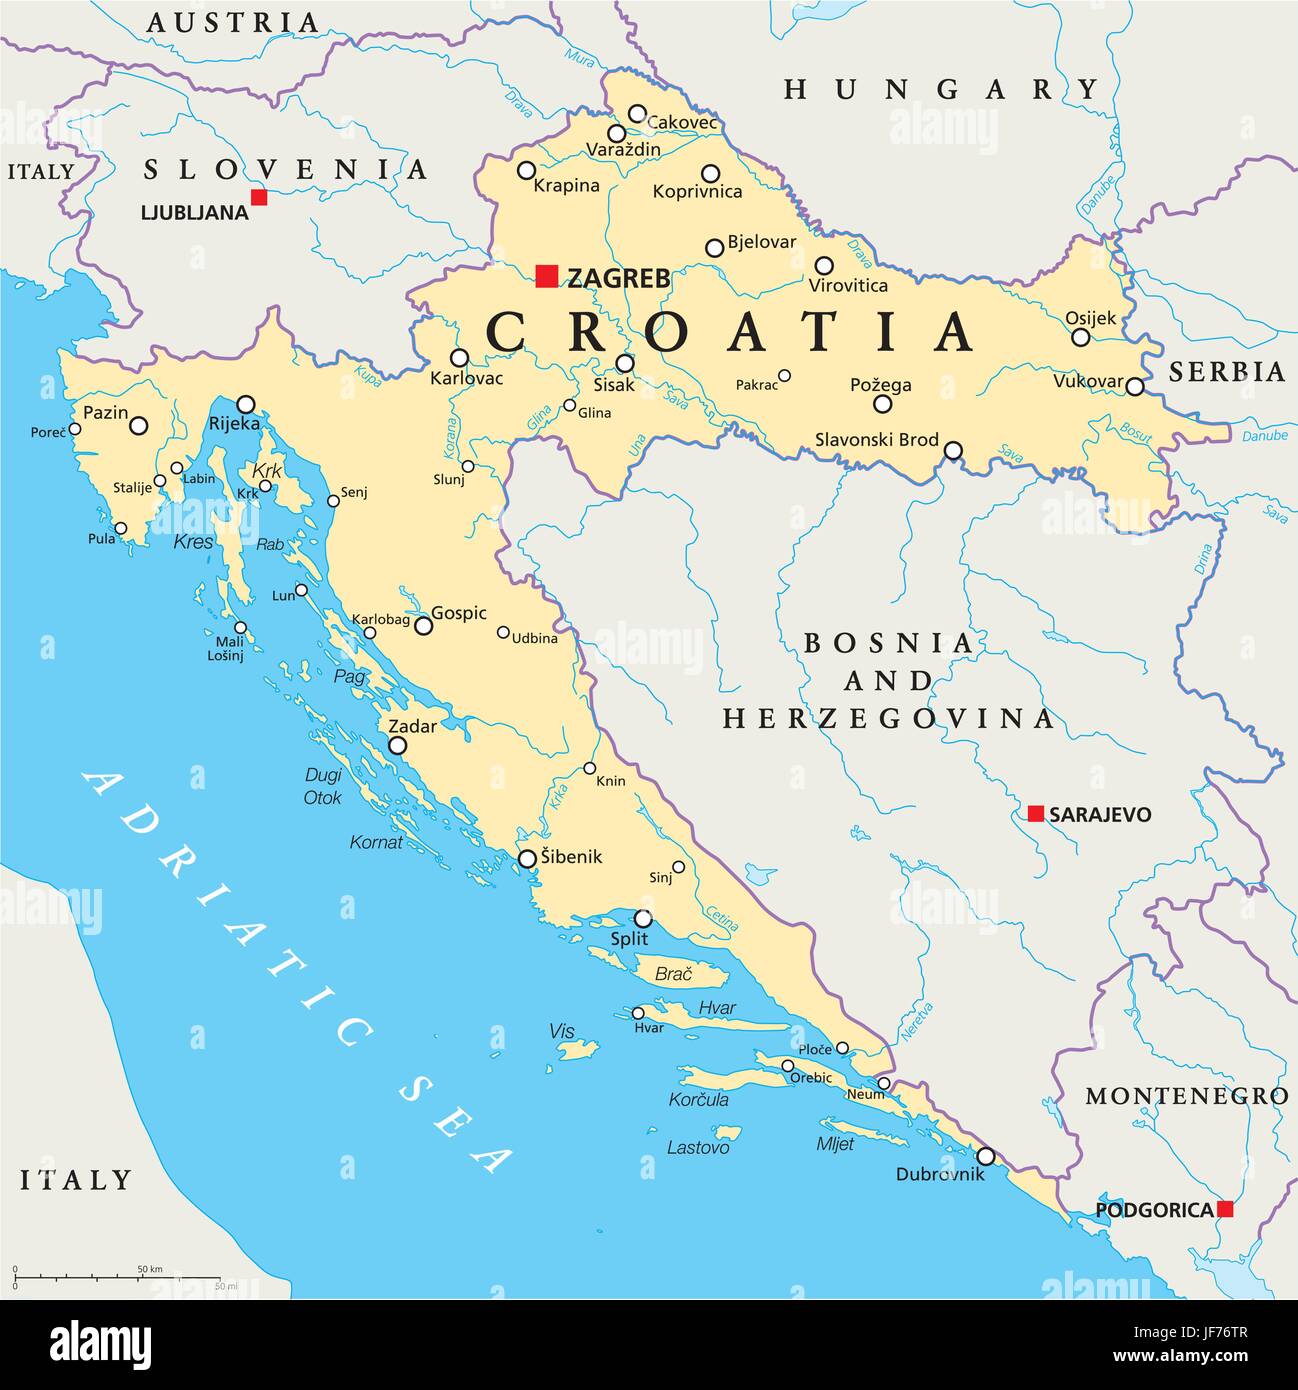 AUSTRIA
HUNGARY
ITALY
SLOVENIA
LJUBLJANA
Mura
Drava
Cakovec
Varaždin
Krapina
Koprivnica
Bjelovar
Drava
Danube
ZAGREB
Virovitica
CROATIA
Osijek
SERBIA
Karlovac
Kupa
Sisak
Pakrac
Požega
Vukovar
Sava
Glina
Glina
Korana
Una
Slavonski Brod
Sava
Bosut
Danube
Sava
Drina
Pazin
Poreč
Rijeka
Labin
Stalije
Krk
Krk
Senj
Slunj
Pula
Kres
Rab
Lun
Karlobag
Gospic
Udbina
Mali
Lošinj
Pag
Zadar
BOSNIA
AND
HERZEGOVINA
Dugi
Otok
Knin
Krka
Kornat
Šibenik
SARAJEVO
Sinj
Cetina
Split
ADRIATIC SEA
Brač
Hvar
Hvar
Vis
Ploče
Neretva
Orebic
Neum
Korčula
Lastovo
Mljet
Dubrovnik
MONTENEGRO
PODGORICA
ITALY
0 50 km
0 50 mi
alamy
a
alamy
Image ID: JF76TR
www.alamy.com